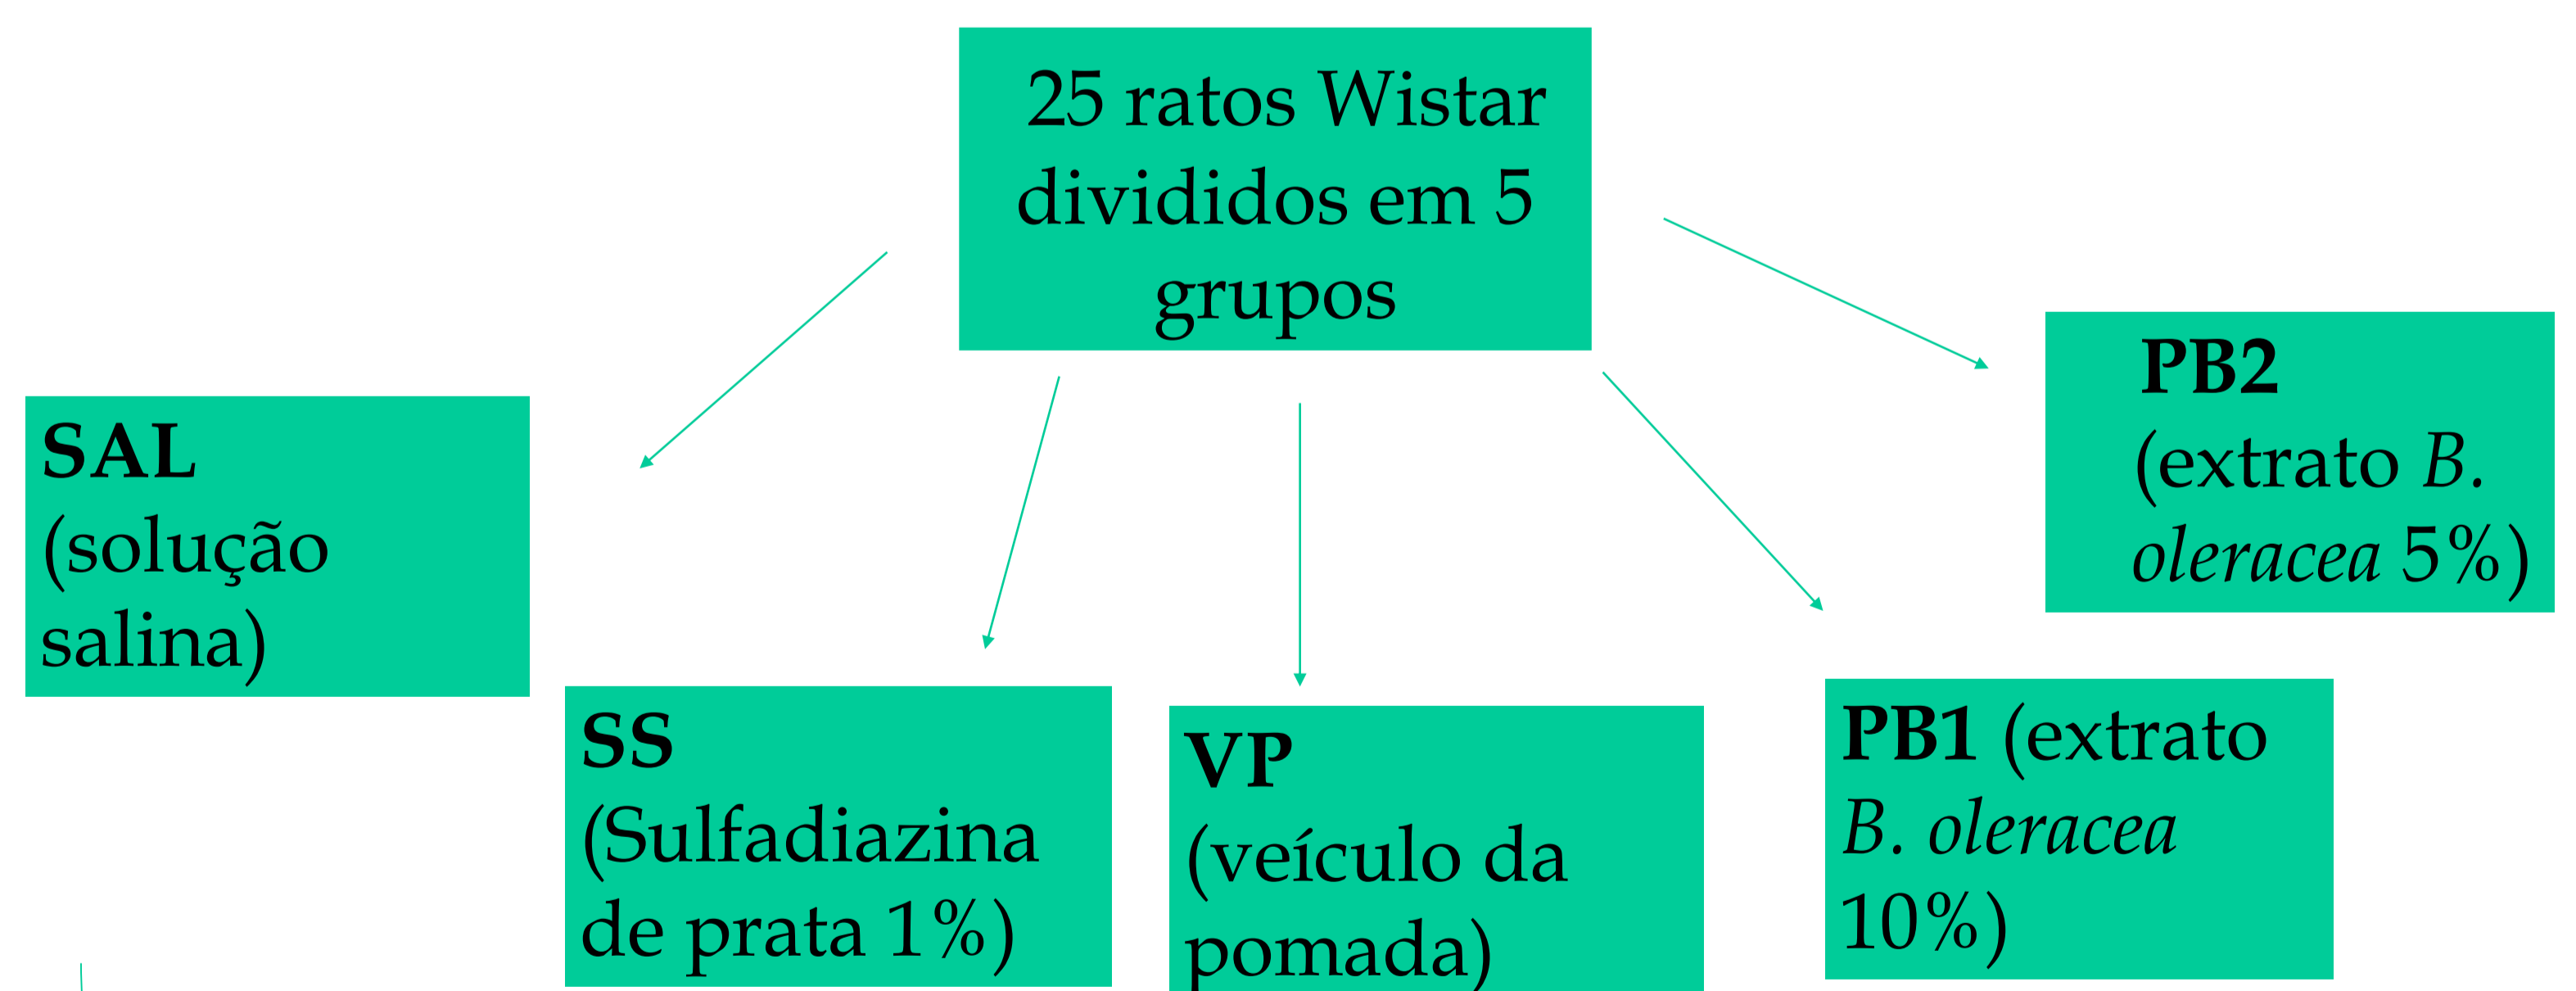 25 ratos Wistar
divididos em 5
grupos
SAL
(solução
salina)
SS
(Sulfadiazina
de prata 1%)
VP
(veículo da
pomada)
PB1 (extrato
B. oleracea
10%)
PB2
(extrato B.
oleracea 5%)